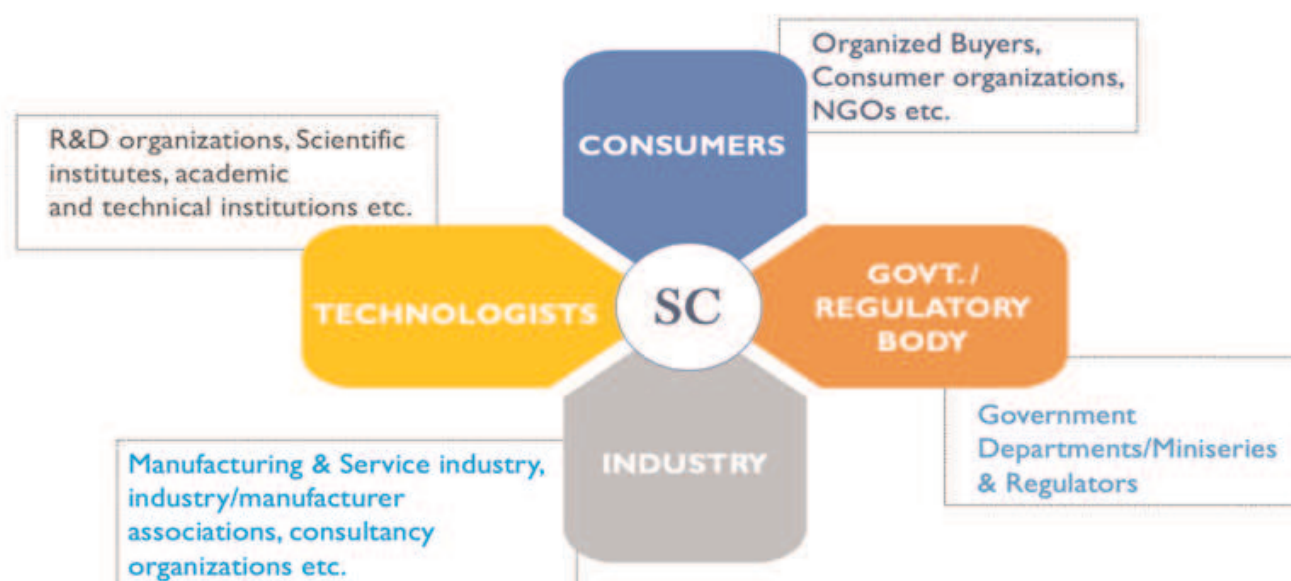 Organized Buyers,
Consumer organizations,
NGOs etc.
CONSUMERS
R&D organizations, Scientific
institutes, academic
and technical institutions etc.
TECHNOLOGISTS
SC
GOVT. /
REGULATORY
BODY
Government
Departments/Miniseries
& Regulators
INDUSTRY
Manufacturing & Service industry,
industry/manufacturer
associations, consultancy
organizations etc.